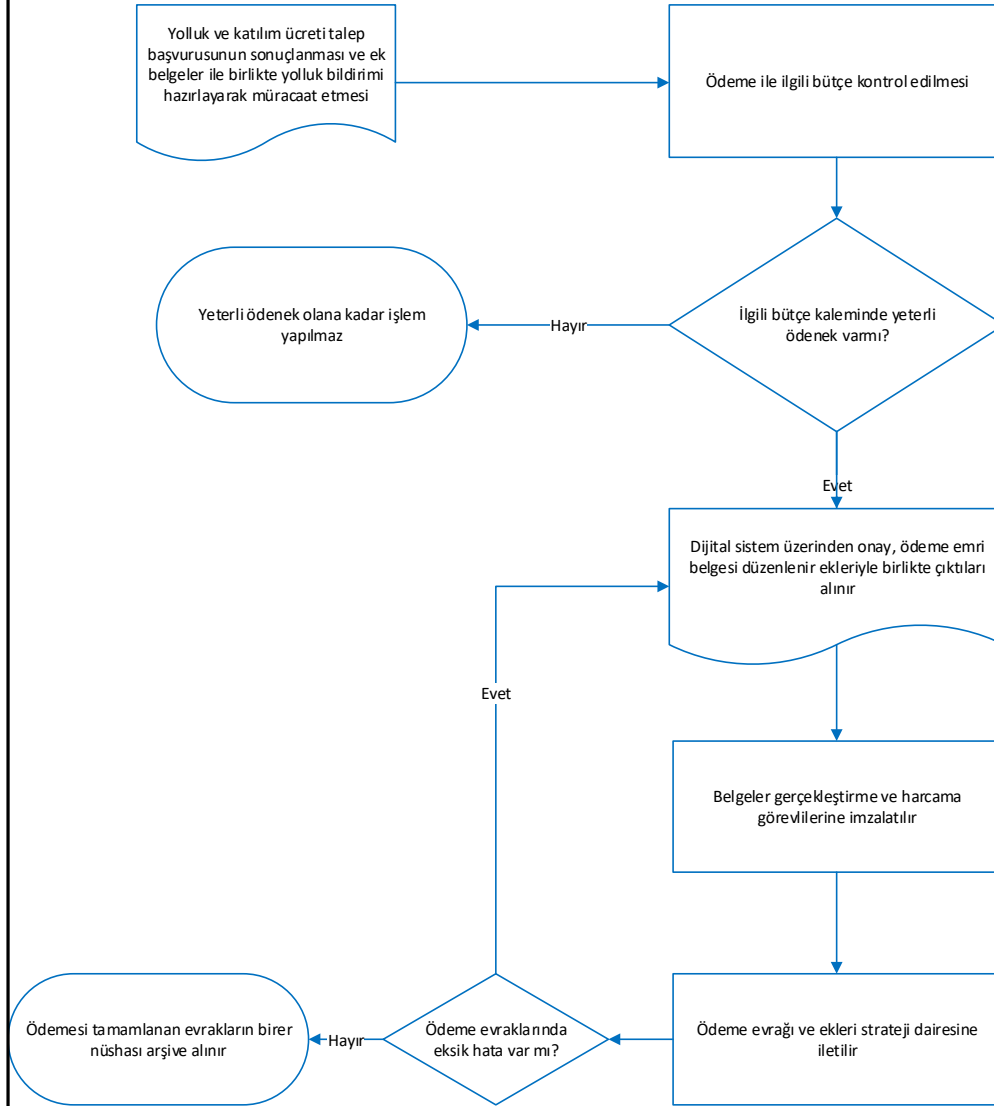 Yolluk ve katılım ücreti talep
başvurusunun sonuçlanması ve ek
belgeler ile birlikte yolluk bildirimi
hazırlayarak müracaat etmesi
Ödeme ile ilgili bütçe kontrol edilmesi
İlgili bütçe kaleminde yeterli
ödenek varmı?
Hayır
Yeterli ödenek olana kadar işlem
yapılmaz
Evet
Dijital sistem üzerinden onay, ödeme emri
belgesi düzenlenir ekleriyle birlikte çıktıları
alınır
Belgeler gerçekleştirme ve harcama
görevlilerine imzalatılır
Ödeme evrağı ve ekleri strateji dairesine
iletilir
Ödeme evraklarında
eksik hata var mı?
Evet
Hayır
Ödemesi tamamlanan evrakların birer
nüshası arşive alınır